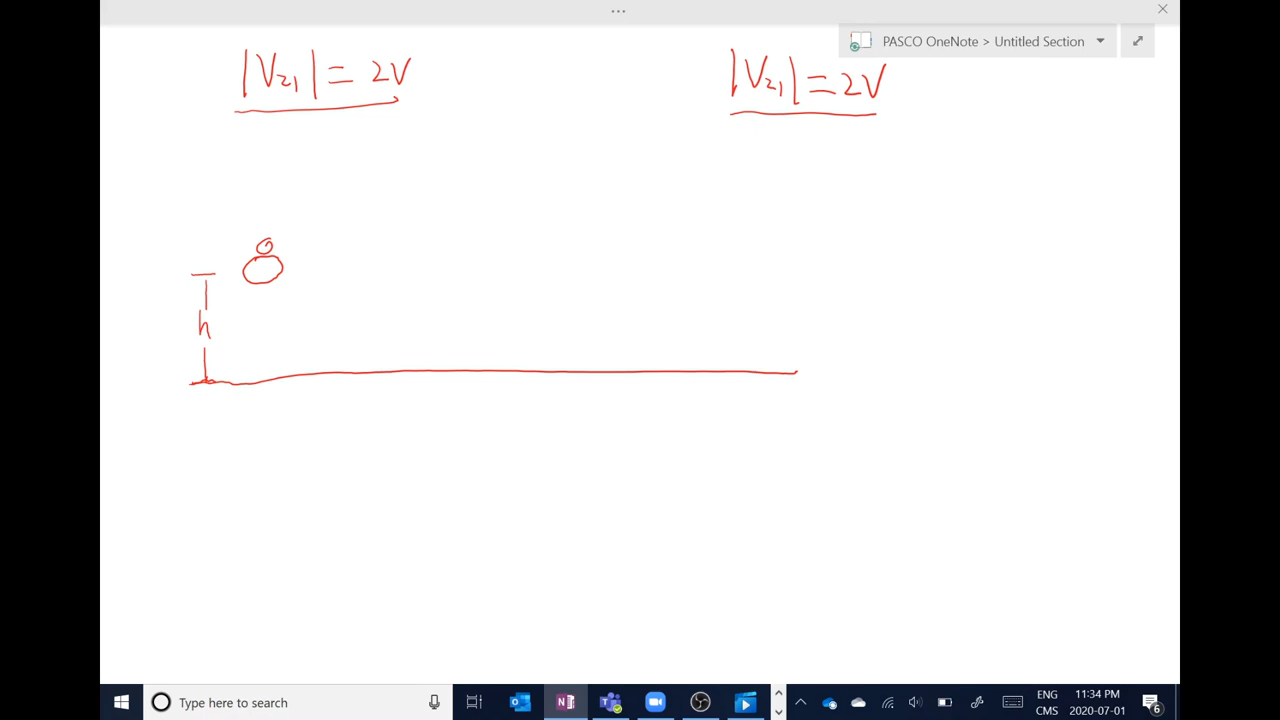 PASCO OneNote > Untitled Section
|V₂₁| = 2V
|V₂₁| = 2V
h
Type here to search
ENG
CMS
11:34 PM
2020-07-01
6